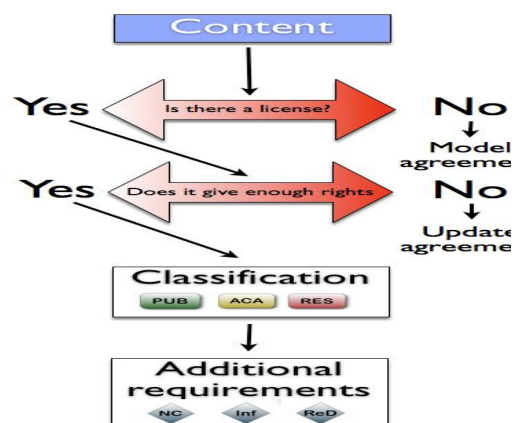 Content
Yes
Is there a license?
No
Model
agreeme
Yes
Does it give enough rights
No
Update
agreeme
Classification
PUB ACA RES
Additional
requirements
NC Inf ReD